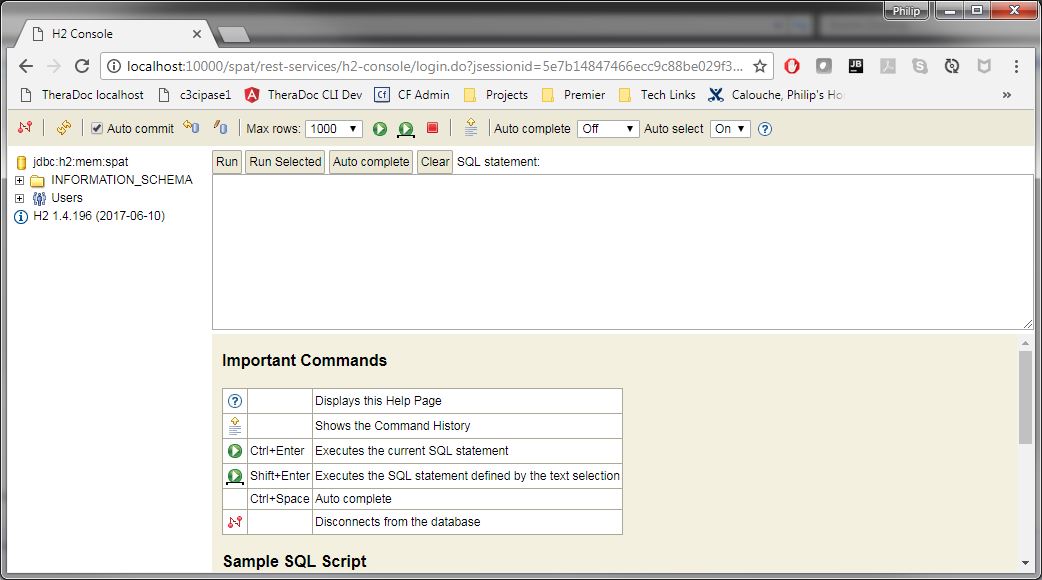 Philip
H2 Console
localhost:10000/spat/rest-services/h2-console/login.do?jsessionid=5e7b14847466ecc9c88be029f3...
TheraDoc localhost c3cipase1 TheraDoc CLI Dev Cf CF Admin Projects Premier Tech Links Calouche, Philip's Ho »
Auto commit Max rows: 1000 Auto complete Off Auto select On
jdbc:h2:mem:spat
INFORMATION_SCHEMA
Users
H2 1.4.196 (2017-06-10)
Run Run Selected Auto complete Clear SQL statement:
Important Commands
Displays this Help Page
Shows the Command History
Ctrl+Enter Executes the current SQL statement
Shift+Enter Executes the SQL statement defined by the text selection
Ctrl+Space Auto complete
Disconnects from the database
Sample SQL Script